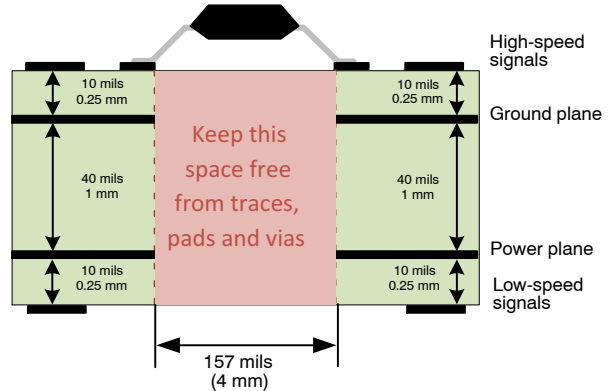 High-speed
signals
10 mils
0.25 mm
10 mils
0.25 mm
Ground plane
Keep this
space free
from traces,
pads and vias
40 mils
1 mm
40 mils
1 mm
Power plane
10 mils
0.25 mm
10 mils
0.25 mm
Low-speed
signals
157 mils
(4 mm)